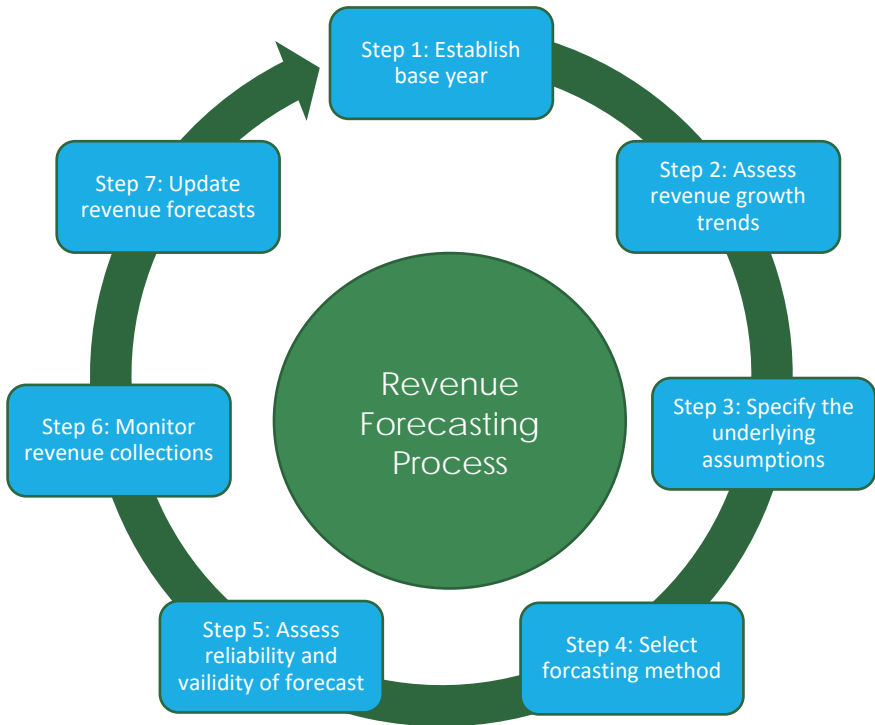 Step 1: Establish
base year
Step 2: Assess
revenue growth
trends
Step 3: Specify the
underlying
assumptions
Step 4: Select
forcasting method
Step 5: Assess
reliability and
vailidity of forecast
Step 6: Monitor
revenue collections
Step 7: Update
revenue forecasts
Revenue
Forecasting
Process